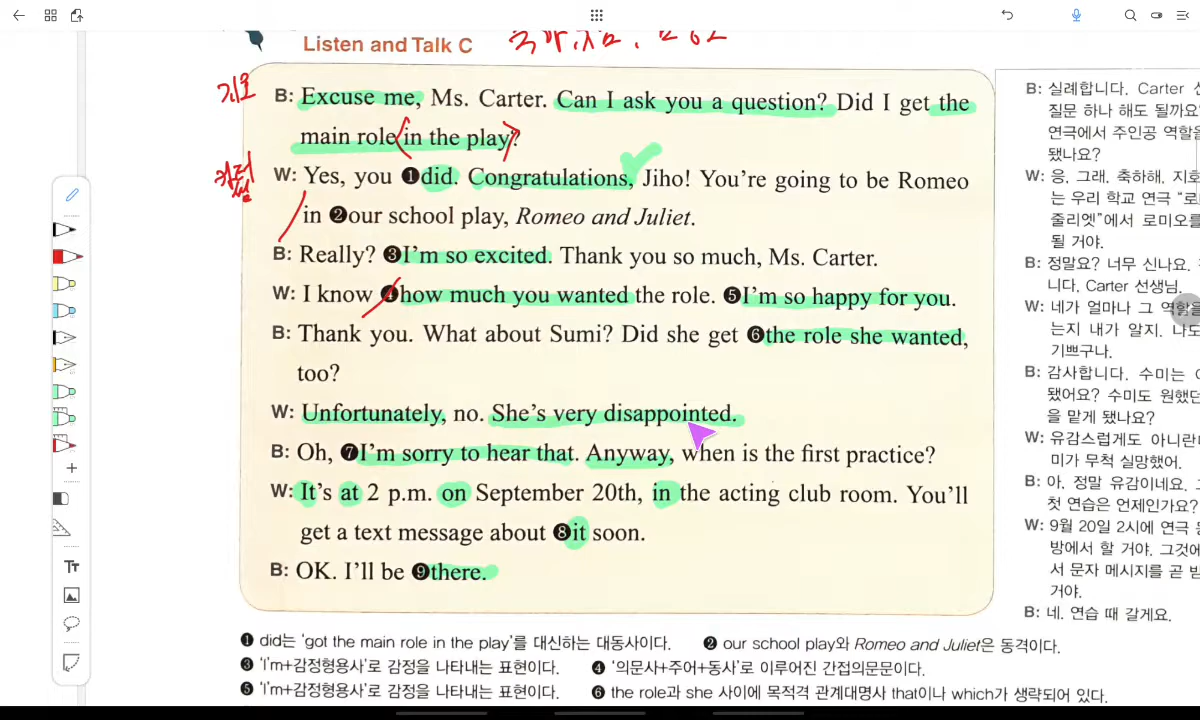 Listen and Talk C
지호
B: Excuse me, Ms. Carter. Can I ask you a question? Did I get the
main role (in the play)?
카터쌤
W: Yes, you ❶did. Congratulations, Jiho! You're going to be Romeo
in ❷our school play, Romeo and Juliet.
B: Really? ❸I'm so excited. Thank you so much, Ms. Carter.
W: I know ❹how much you wanted the role. ❺I'm so happy for you.
B: Thank you. What about Sumi? Did she get ❻the role she wanted,
too?
W: Unfortunately, no. She's very disappointed.
B: Oh, ❼I'm sorry to hear that. Anyway, when is the first practice?
W: It's at 2 p.m. on September 20th, in the acting club room. You'll
get a text message about ❽it soon.
B: OK. I'll be ❾there.
B: 실례합니다. Carter
질문 하나 해도 될까요
연극에서 주인공 역할을
됐나요?
W: 응, 그래. 축하해, 지호
는 우리 학교 연극 “로
줄리엣”에서 로미오를
될 거야.
B: 정말요? 너무 신나요.
니다, Carter 선생님.
W: 네가 얼마나 그 역할을
는지 내가 알지. 나도
기쁘구나.
B: 감사합니다. 수미는
됐어요? 수미도 원했던
을 맡게 됐나요?
W: 유감스럽게도 아니란
미가 무척 실망했어.
B: 아, 정말 유감이네요.
첫 연습은 언제인가요?
W: 9월 20일 2시에 연극
방에서 할 거야. 그것에
서 문자 메시지를 곧 받
거야.
B: 네. 연습 때 갈게요.
❶ did는 ‘got the main role in the play’를 대신하는 대동사이다. ❷ our school play와 Romeo and Juliet은 동격이다.
❸ ‘I'm+감정형용사’로 감정을 나타내는 표현이다. ❹ ‘의문사+주어+동사’로 이루어진 간접의문문이다.
❺ ‘I'm+감정형용사’로 감정을 나타내는 표현이다. ❻ the role과 she 사이에 목적격 관계대명사 that이나 which가 생략되어 있다.
Tт